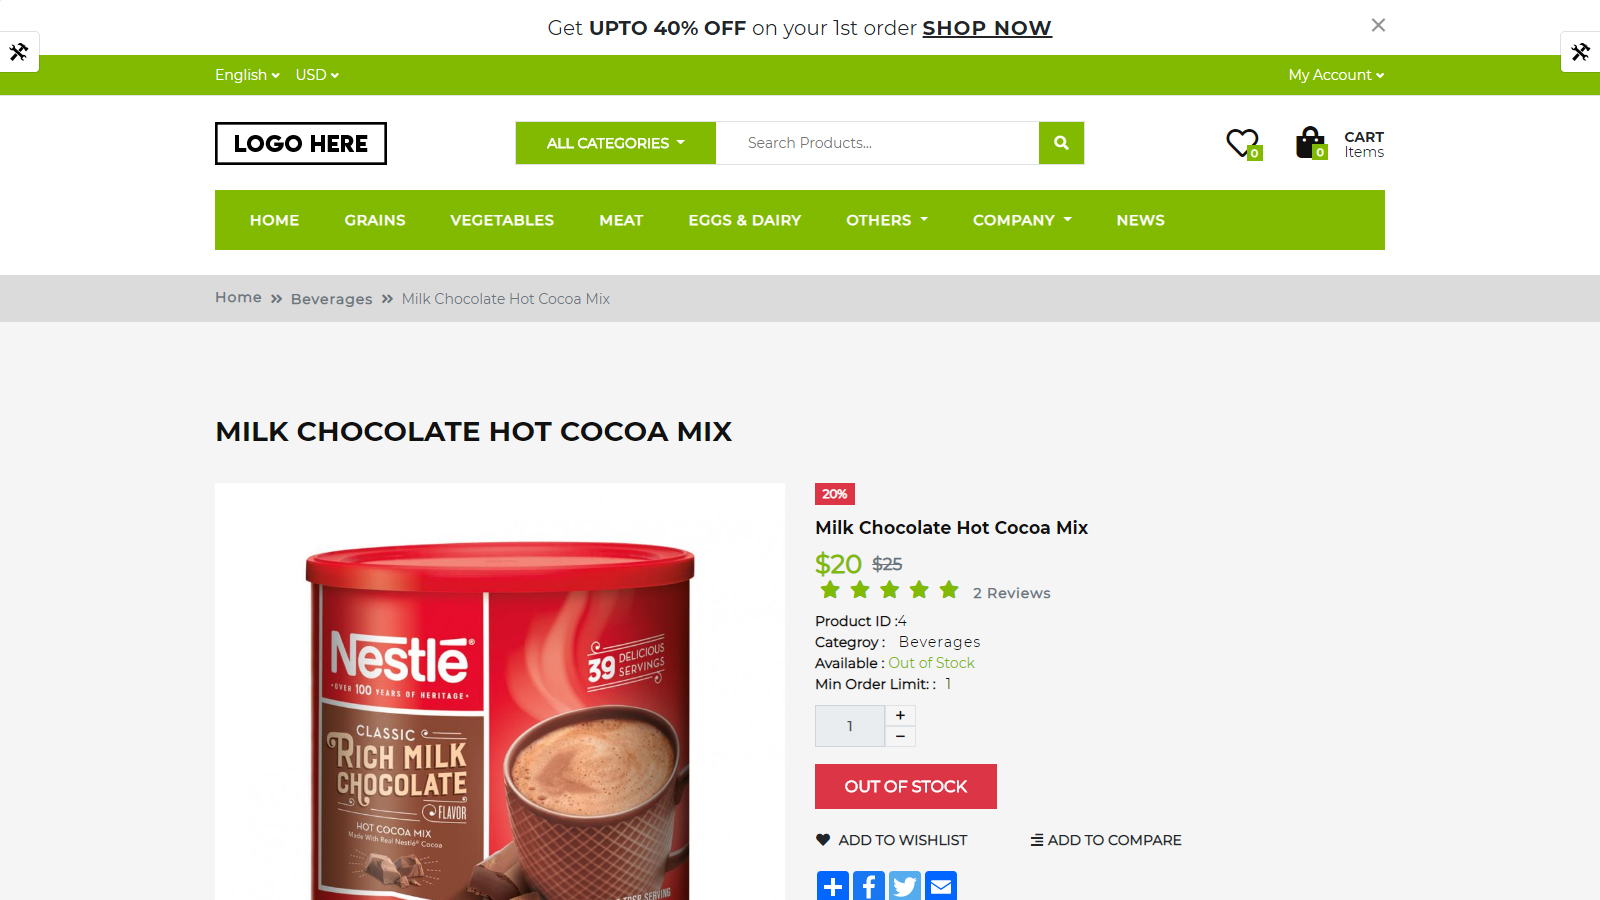 Get UPTO 40% OFF on your 1st order SHOP NOW
×
English USD My Account
LOGO HERE
ALL CATEGORIES Search Products...
0
0
CART
Items
HOME GRAINS VEGETABLES MEAT EGGS & DAIRY OTHERS COMPANY NEWS
Home » Beverages » Milk Chocolate Hot Cocoa Mix
MILK CHOCOLATE HOT COCOA MIX
Nestlé®
•OVER 100 YEARS OF HERITAGE•
39 DELICIOUS
SERVINGS
CLASSIC
RICH MILK
CHOCOLATE
FLAVOR
HOT COCOA MIX
Made With Real Nestlé® Cocoa
20%
Milk Chocolate Hot Cocoa Mix
$20 $25
2 Reviews
Product ID :4
Categroy : Beverages
Available : Out of Stock
Min Order Limit: : 1
1
+
−
OUT OF STOCK
ADD TO WISHLIST ADD TO COMPARE